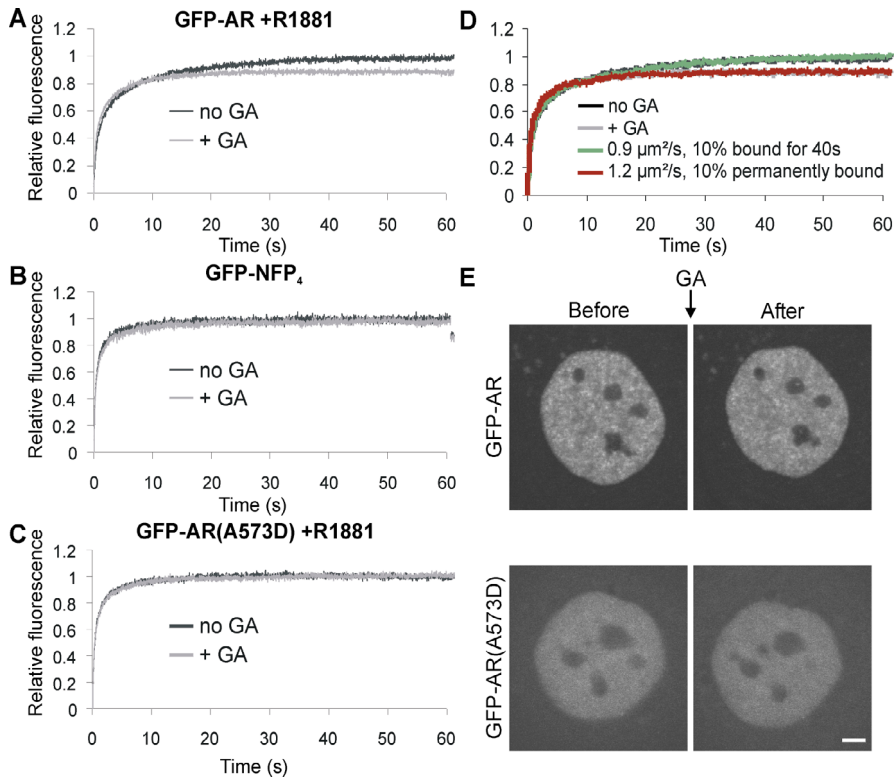 A
GFP-AR +R1881
Relative fluorescence
1.2
1
0.8
0.6
0.4
0.2
0
no GA
+ GA
0 10 20 30 40 50 60
Time (s)
B
GFP-NFP₄
Relative fluorescence
1.2
1
0.8
0.6
0.4
0.2
0
no GA
+ GA
0 10 20 30 40 50 60
Time (s)
C
GFP-AR(A573D) +R1881
Relative fluorescence
1.2
1
0.8
0.6
0.4
0.2
0
no GA
+ GA
0 10 20 30 40 50 60
Time (s)
D
1.2
1
0.8
0.6
0.4
0.2
0
no GA
+ GA
0.9 µm²/s, 10% bound for 40s
1.2 µm²/s, 10% permanently bound
0 10 20 30 40 50 60
Time (s)
E
GA
Before After
GFP-AR
GFP-AR(A573D)